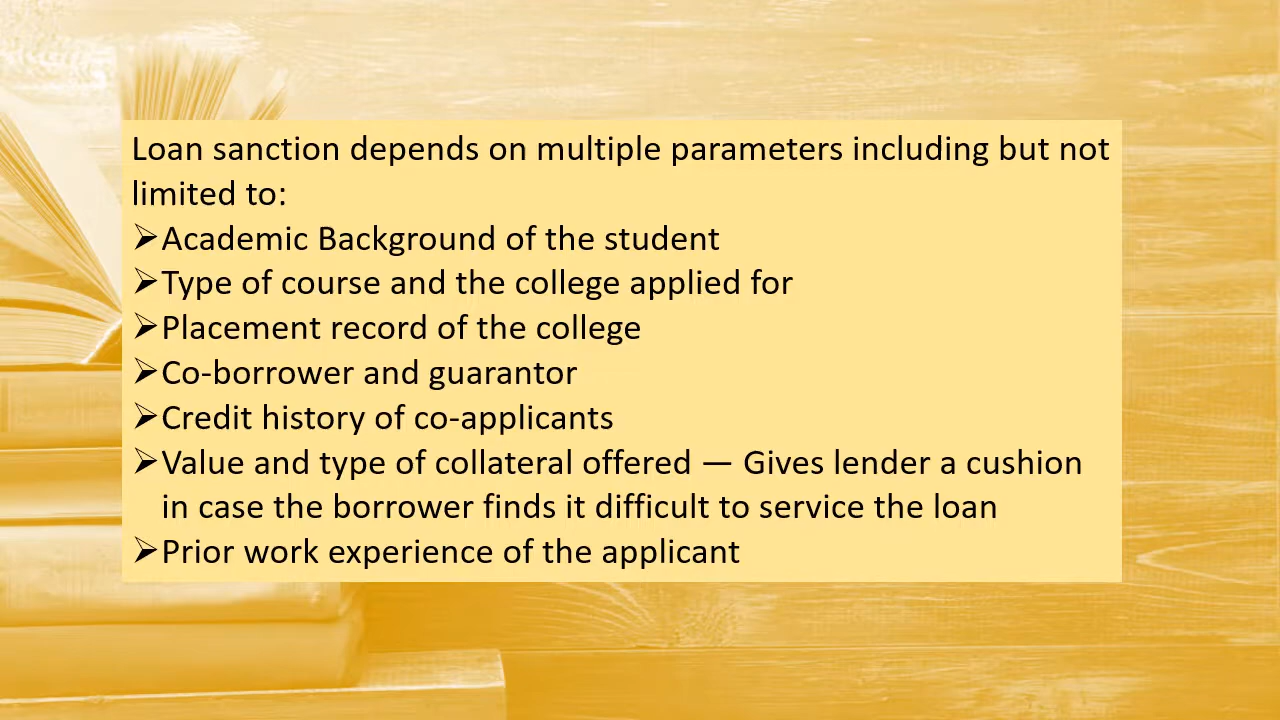 Loan sanction depends on multiple parameters including but not
limited to:
➢Academic Background of the student
➢Type of course and the college applied for
➢Placement record of the college
➢Co-borrower and guarantor
➢Credit history of co-applicants
➢Value and type of collateral offered — Gives lender a cushion
in case the borrower finds it difficult to service the loan
➢Prior work experience of the applicant